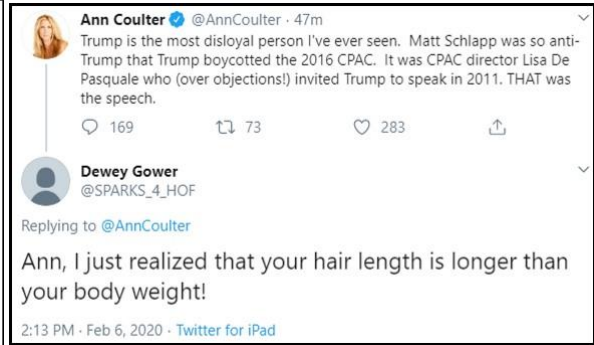 Ann Coulter @AnnCoulter · 47m
Trump is the most disloyal person I've ever seen.  Matt Schlapp was so anti-
Trump that Trump boycotted the 2016 CPAC.  It was CPAC director Lisa De
Pasquale who (over objections!) invited Trump to speak in 2011. THAT was
the speech.
169 73 283
Dewey Gower
@SPARKS_4_HOF
Replying to @AnnCoulter
Ann, I just realized that your hair length is longer than
your body weight!
2:13 PM · Feb 6, 2020 · Twitter for iPad